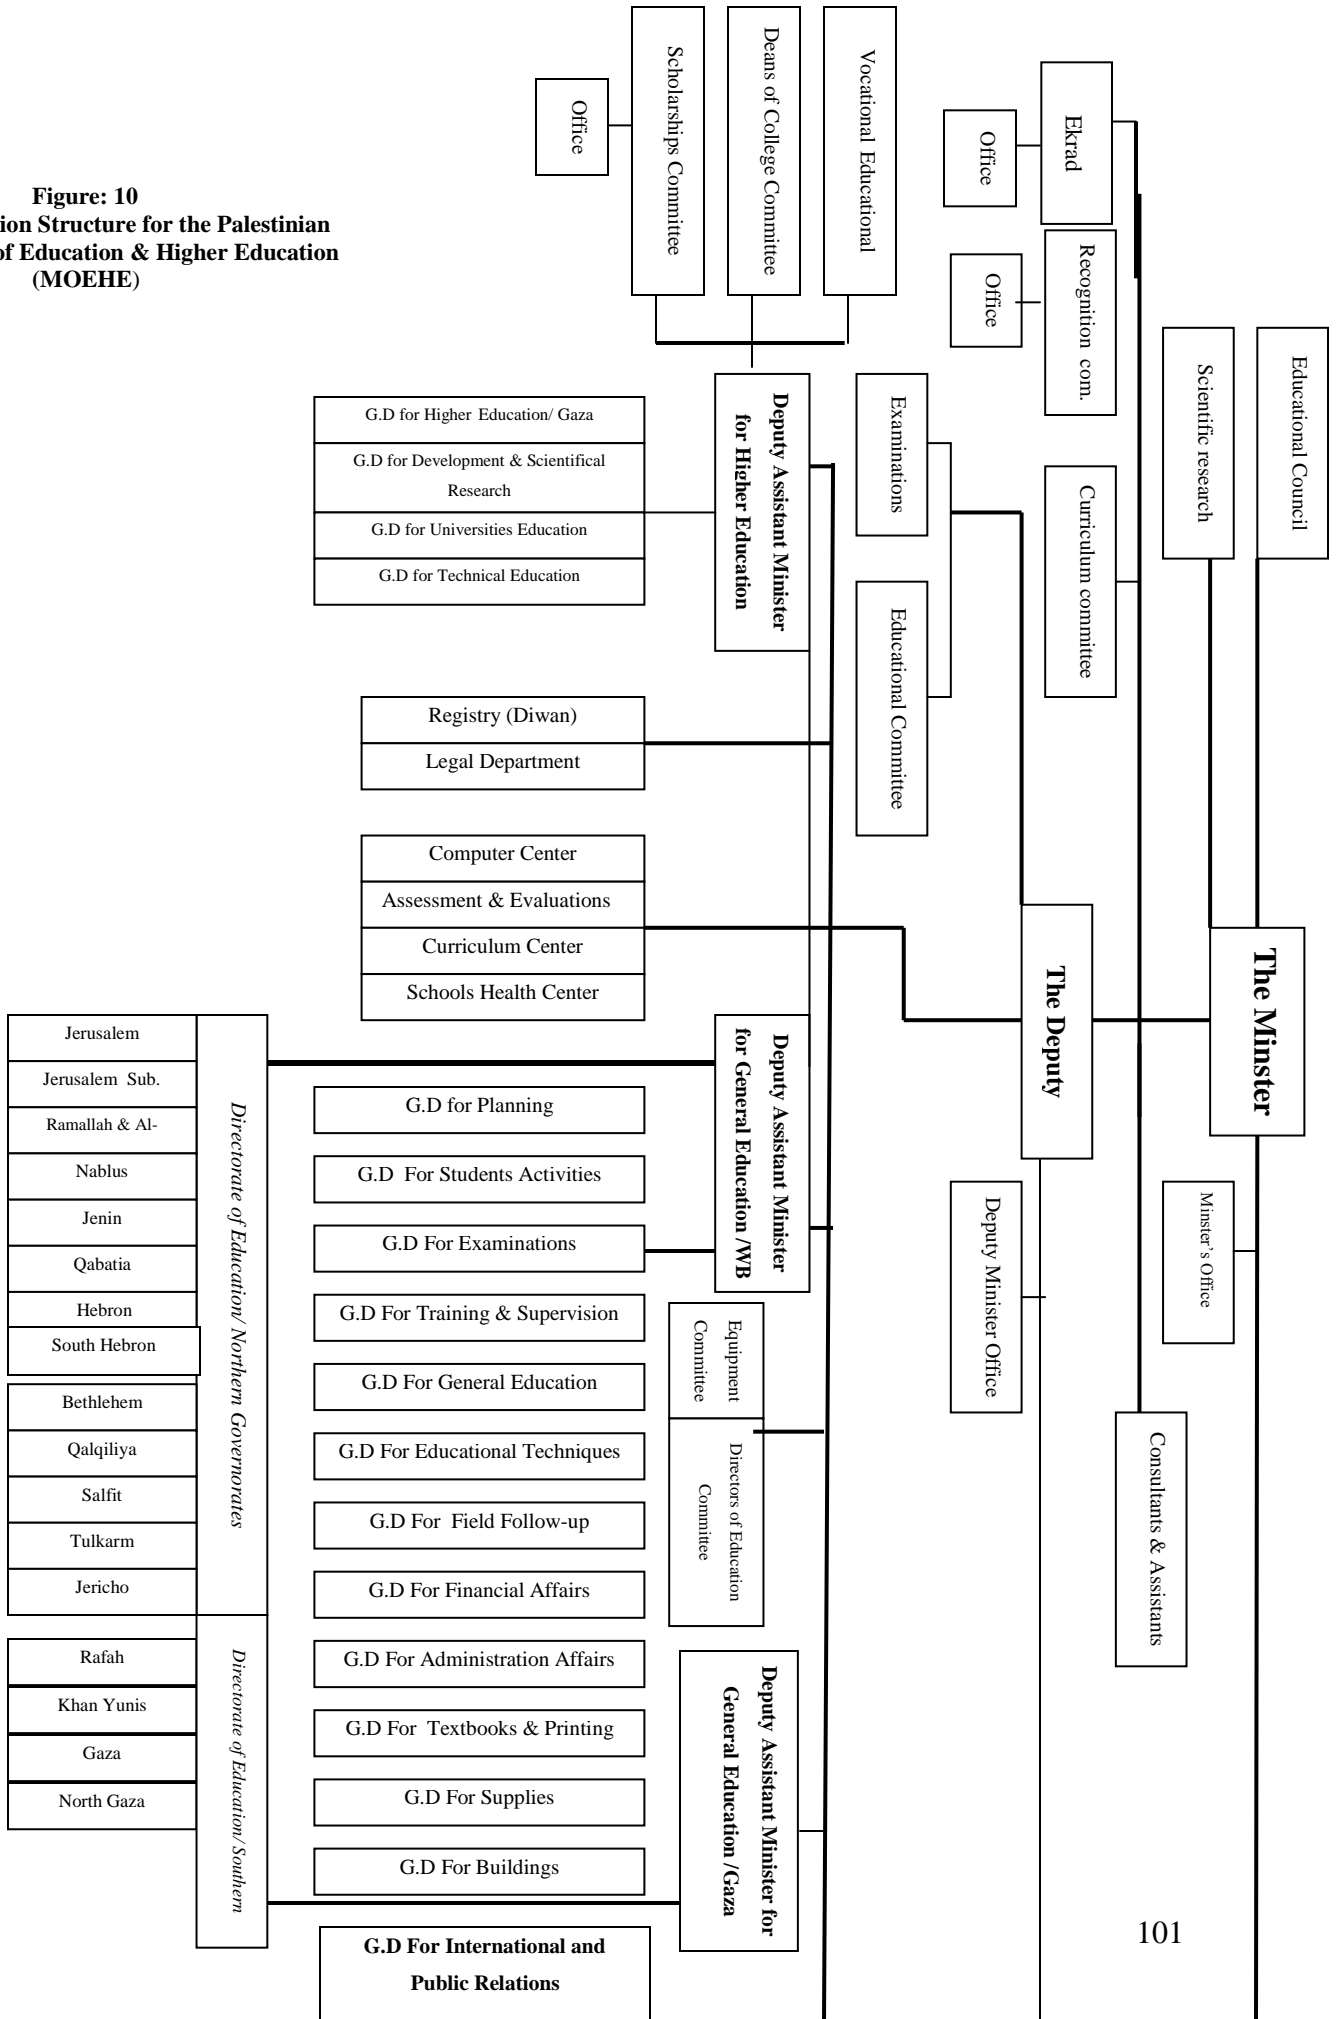 Figure: 10
ion Structure for the Palestinian
of Education & Higher Education
(MOEHE)
Office
Scholarships Committee
Deans of College Committee
Vocational Educational
Office
Ekrad
Office
Recognition com.
Scientific research
Educational Council
Examinations
Curriculum committee
Educational Committee
Deputy Assistant Minister
for Higher Education
G.D for Higher Education/ Gaza
G.D for Development & Scientifical
Research
G.D for Universities Education
G.D for Technical Education
Registry (Diwan)
Legal Department
Computer Center
Assessment & Evaluations
Curriculum Center
Schools Health Center
The Minster
The Deputy
Minster's Office
Deputy Minister Office
Consultants & Assistants
Deputy Assistant Minister
for General Education /WB
Equipment
Committee
Directors of Education
Committee
Deputy Assistant Minister for
General Education /Gaza
G.D for Planning
G.D For Students Activities
G.D For Examinations
G.D For Training & Supervision
G.D For General Education
G.D For Educational Techniques
G.D For Field Follow-up
G.D For Financial Affairs
G.D For Administration Affairs
G.D For Textbooks & Printing
G.D For Supplies
G.D For Buildings
G.D For International and
Public Relations
Directorate of Education/ Northern Governorates
Jerusalem
Jerusalem Sub.
Ramallah & Al-
Nablus
Jenin
Qabatia
Hebron
South Hebron
Bethlehem
Qalqiliya
Salfit
Tulkarm
Jericho
Directorate of Education/ Southern
Rafah
Khan Yunis
Gaza
North Gaza
101